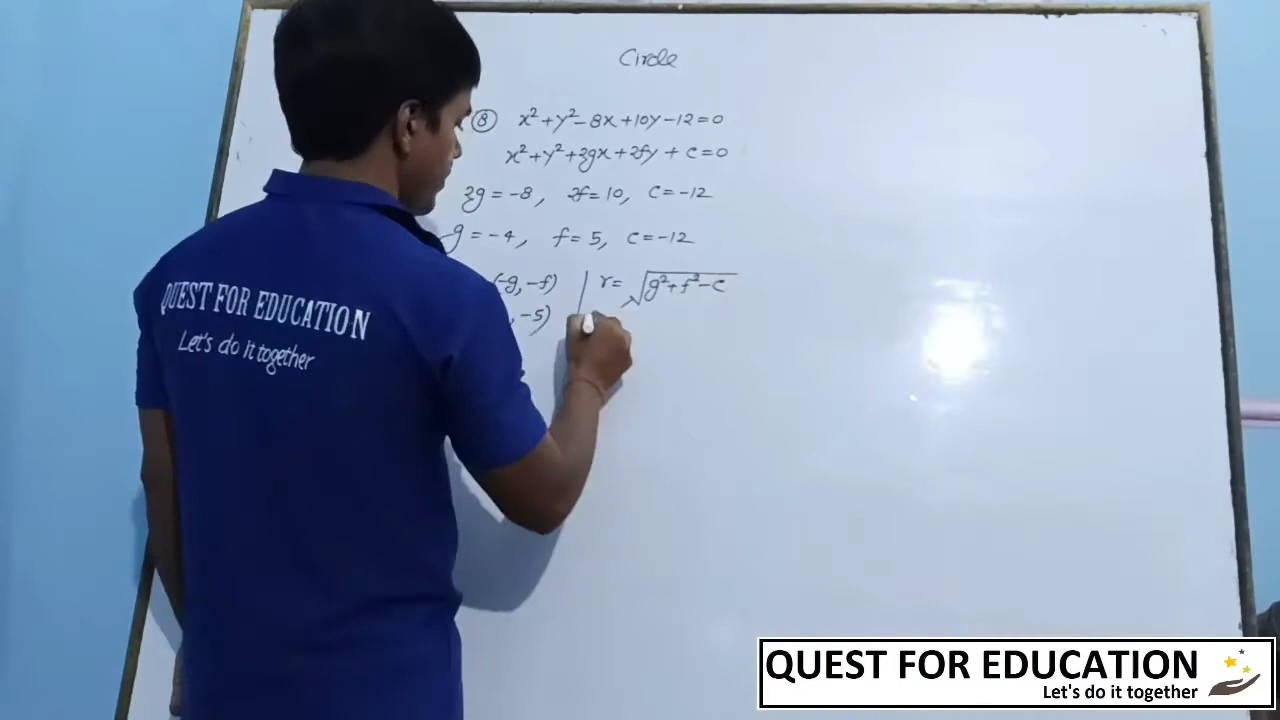 Circle
⑧ x²+y²-8x+10y-12=0
x²+y²+2gx+2fy+c=0
2g=-8, 2f=10, c=-12
g=-4, f=5, c=-12
(-g,-f) | r=√g²+f²-c
,-5)
QUEST FOR EDUCATION
Let's do it together
QUEST FOR EDUCATION
Let's do it together